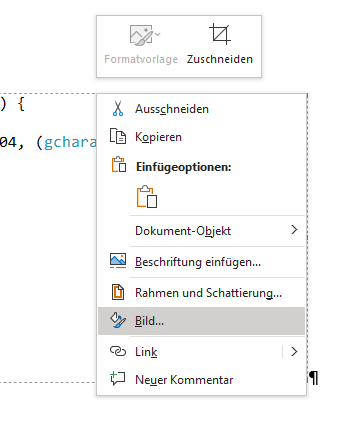 Formatvorlage Zuschneiden
) {
Ausschneiden
04, (gchara
Kopieren
Einfügeoptionen:
Dokument-Objekt
Beschriftung einfügen...
Rahmen und Schattierung...
Bild...
Link
¶
Neuer Kommentar